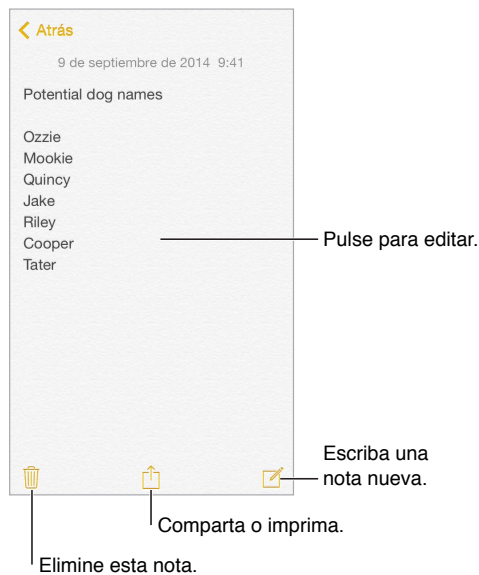 Atrás
9 de septiembre de 2014 9:41
Potential dog names
Ozzie
Mookie
Quincy
Jake
Riley
Cooper
Tater
Pulse para editar.
Escriba una
nota nueva.
Comparta o imprima.
Elimine esta nota.